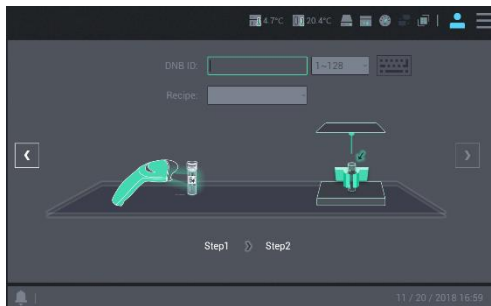 4.7°C 20.4°C
DNB ID: 1~128
Recipe:
Step1 Step2
11 / 20 / 2018 16:59